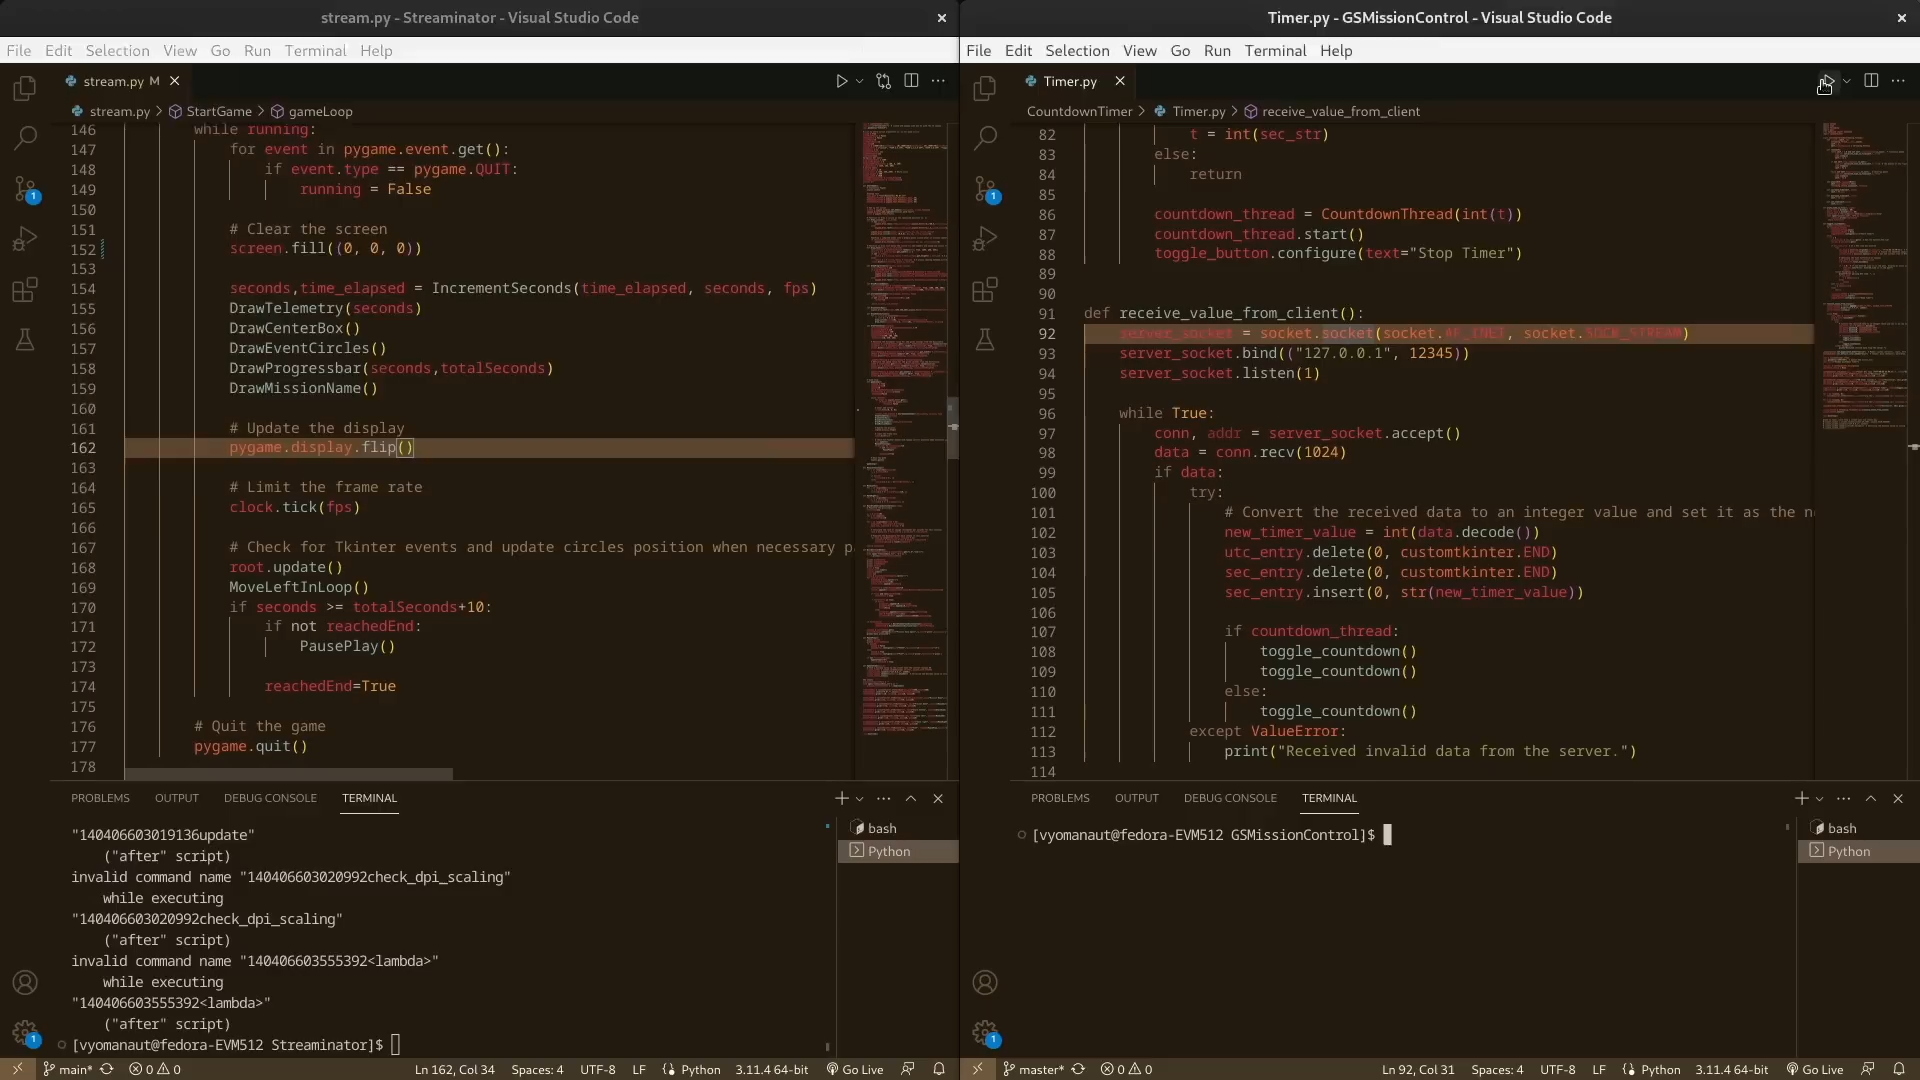 stream.py - Streaminator - Visual Studio Code
File Edit Selection View Go Run Terminal Help
stream.py M
stream.py > StartGame > gameLoop
146 while running:
147 for event in pygame.event.get():
148 if event.type == pygame.QUIT:
149 running = False
150
151 # Clear the screen
152 screen.fill((0, 0, 0))
153
154 seconds,time_elapsed = IncrementSeconds(time_elapsed, seconds, fps)
155 DrawTelemetry(seconds)
156 DrawCenterBox()
157 DrawEventCircles()
158 DrawProgressbar(seconds,totalSeconds)
159 DrawMissionName()
160
161 # Update the display
162 pygame.display.flip()
163
164 # Limit the frame rate
165 clock.tick(fps)
166
167 # Check for Tkinter events and update circles position when necessary p
168 root.update()
169 MoveLeftInLoop()
170 if seconds >= totalSeconds+10:
171 if not reachedEnd:
172 PausePlay()
173
174 reachedEnd=True
175
176 # Quit the game
177 pygame.quit()
178
PROBLEMS OUTPUT DEBUG CONSOLE TERMINAL
"140406603019136update"
("after" script)
invalid command name "140406603020992check_dpi_scaling"
while executing
"140406603020992check_dpi_scaling"
("after" script)
invalid command name "140406603555392<lambda>"
while executing
"140406603555392<lambda>"
("after" script)
[vyomanaut@fedora-EVM512 Streaminator]$
bash
Python
1
1
main* 0 0 Ln 162, Col 34 Spaces: 4 UTF-8 LF Python 3.11.4 64-bit Go Live
Timer.py - GSMissionControl - Visual Studio Code
File Edit Selection View Go Run Terminal Help
Timer.py
CountdownTimer > Timer.py > receive_value_from_client
82 t = int(sec_str)
83 else:
84 return
85
86 countdown_thread = CountdownThread(int(t))
87 countdown_thread.start()
88 toggle_button.configure(text="Stop Timer")
89
90
91 def receive_value_from_client():
92 server_socket = socket.socket(socket.AF_INET, socket.SOCK_STREAM)
93 server_socket.bind(("127.0.0.1", 12345))
94 server_socket.listen(1)
95
96 while True:
97 conn, addr = server_socket.accept()
98 data = conn.recv(1024)
99 if data:
100 try:
101 # Convert the received data to an integer value and set it as the n
102 new_timer_value = int(data.decode())
103 utc_entry.delete(0, customtkinter.END)
104 sec_entry.delete(0, customtkinter.END)
105 sec_entry.insert(0, str(new_timer_value))
106
107 if countdown_thread:
108 toggle_countdown()
109 toggle_countdown()
110 else:
111 toggle_countdown()
112 except ValueError:
113 print("Received invalid data from the server.")
114
PROBLEMS OUTPUT DEBUG CONSOLE TERMINAL
[vyomanaut@fedora-EVM512 GSMissionControl]$
bash
Python
1
1
master* 0 0 Ln 92, Col 31 Spaces: 4 UTF-8 LF Python 3.11.4 64-bit Go Live